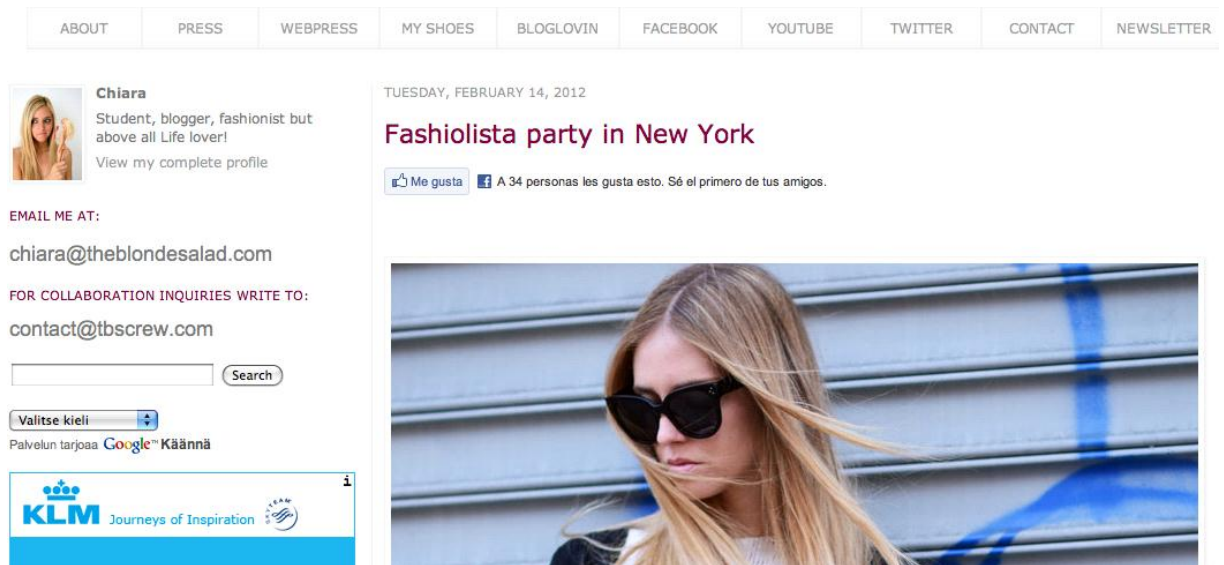 ABOUT PRESS WEBPRESS MY SHOES BLOGLOVIN FACEBOOK YOUTUBE TWITTER CONTACT NEWSLETTER
Chiara
Student, blogger, fashionist but
above all Life lover!
View my complete profile
EMAIL ME AT:
chiara@theblondesalad.com
FOR COLLABORATION INQUIRIES WRITE TO:
contact@tbscrew.com
Search
Valitse kieli
Palvelun tarjoaa Google™ Käännä
i
KLM Journeys of Inspiration SKYTEAM
TUESDAY, FEBRUARY 14, 2012
Fashiolista party in New York
Me gusta A 34 personas les gusta esto. Sé el primero de tus amigos.